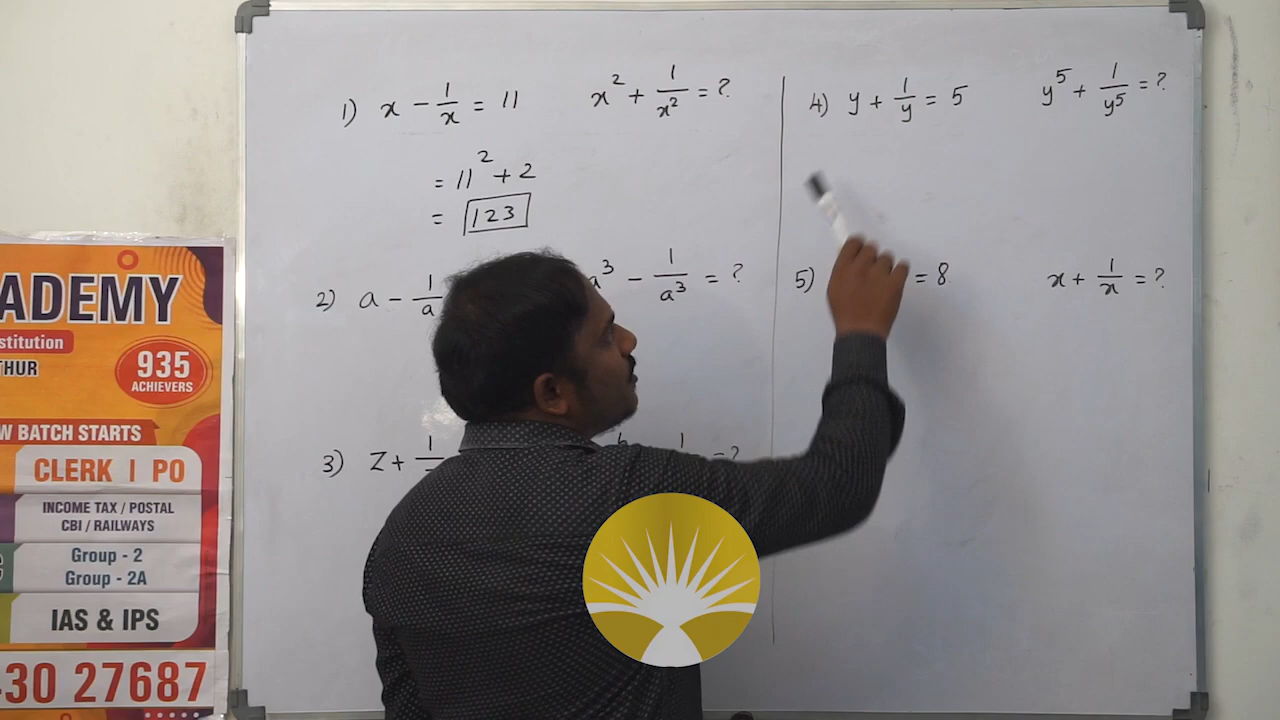 1) x - 1/x = 11    x² + 1/x² = ?
= 11² + 2
= 123
2) a - 1/a    a³ - 1/a³ = ?
3) z + 1/    = ?
4) y + 1/y = 5    y⁵ + 1/y⁵ = ?
5)    = 8    x + 1/x = ?
ADEMY
stitution
THUR
935
ACHIEVERS
W BATCH STARTS
CLERK | PO
INCOME TAX / POSTAL
CBI / RAILWAYS
Group - 2
Group - 2A
IAS & IPS
30 27687